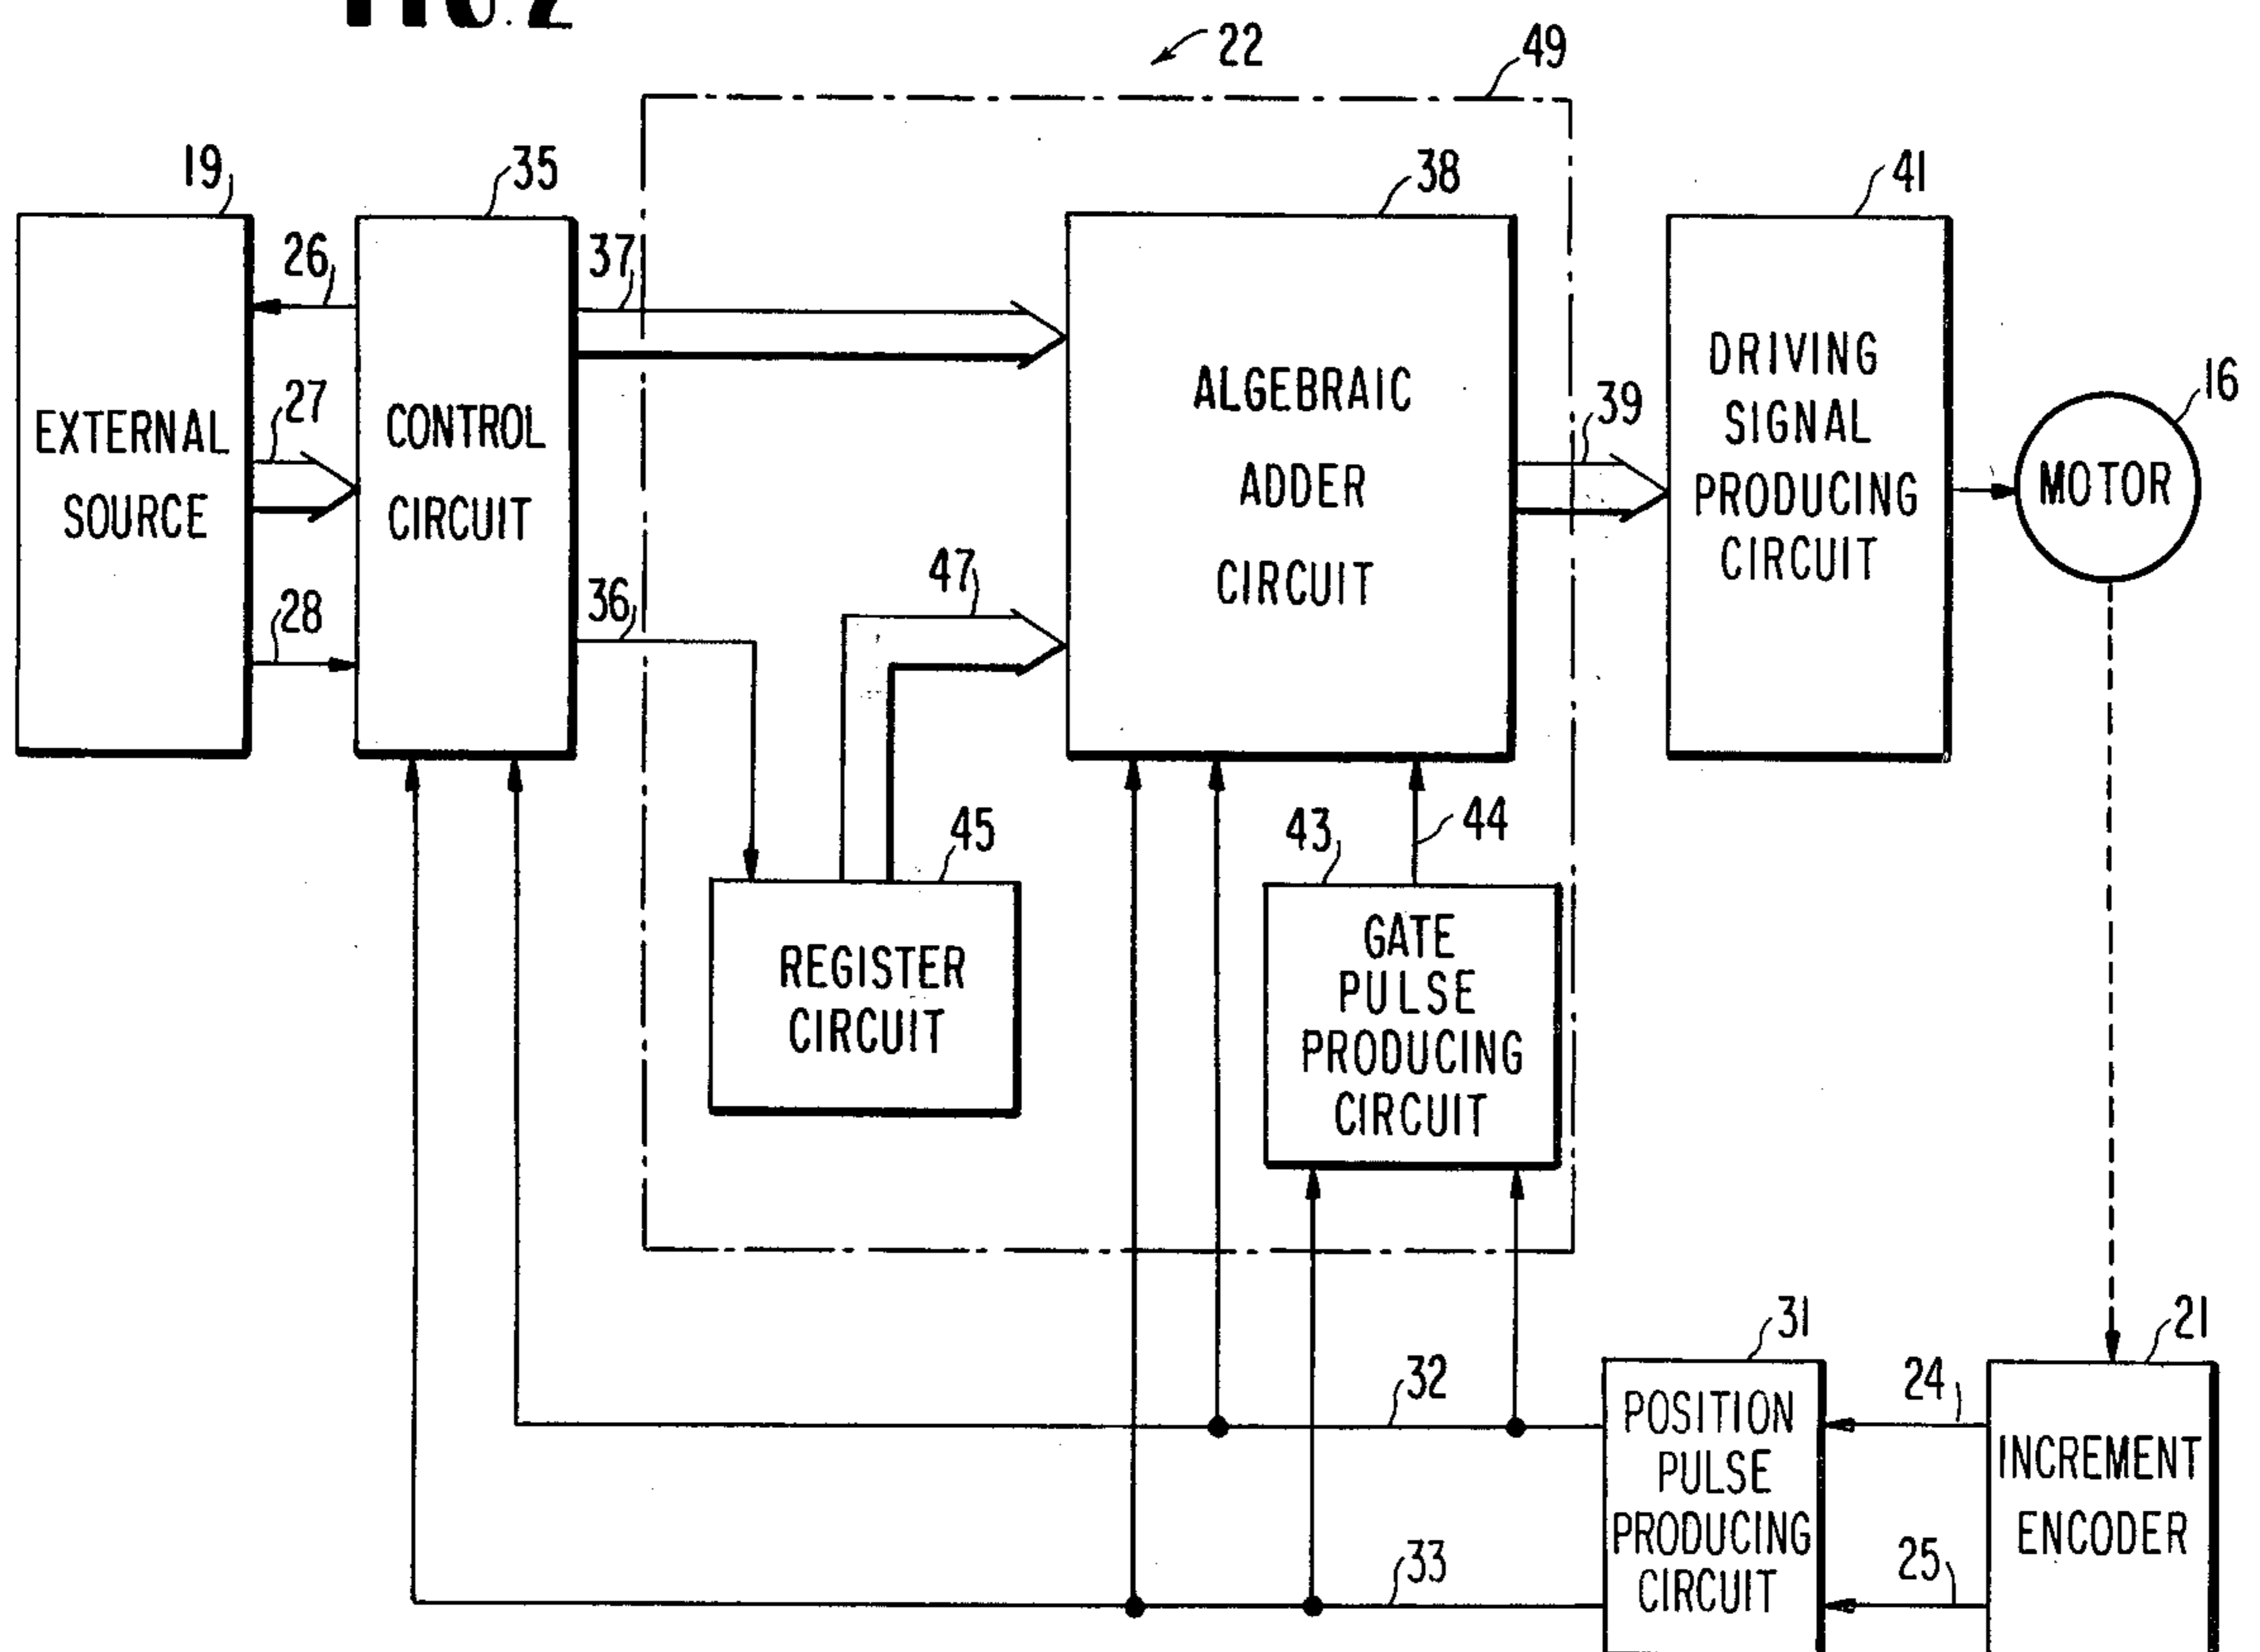 FIG. 2
22
49
19
35
38
41
26
37
27
39
16
EXTERNAL
SOURCE
CONTROL
CIRCUIT
ALGEBRAIC
ADDER
CIRCUIT
DRIVING
SIGNAL
PRODUCING
CIRCUIT
MOTOR
28
36
47
45
43
44
REGISTER
CIRCUIT
GATE
PULSE
PRODUCING
CIRCUIT
31
21
32
24
POSITION
PULSE
PRODUCING
CIRCUIT
INCREMENT
ENCODER
33
25